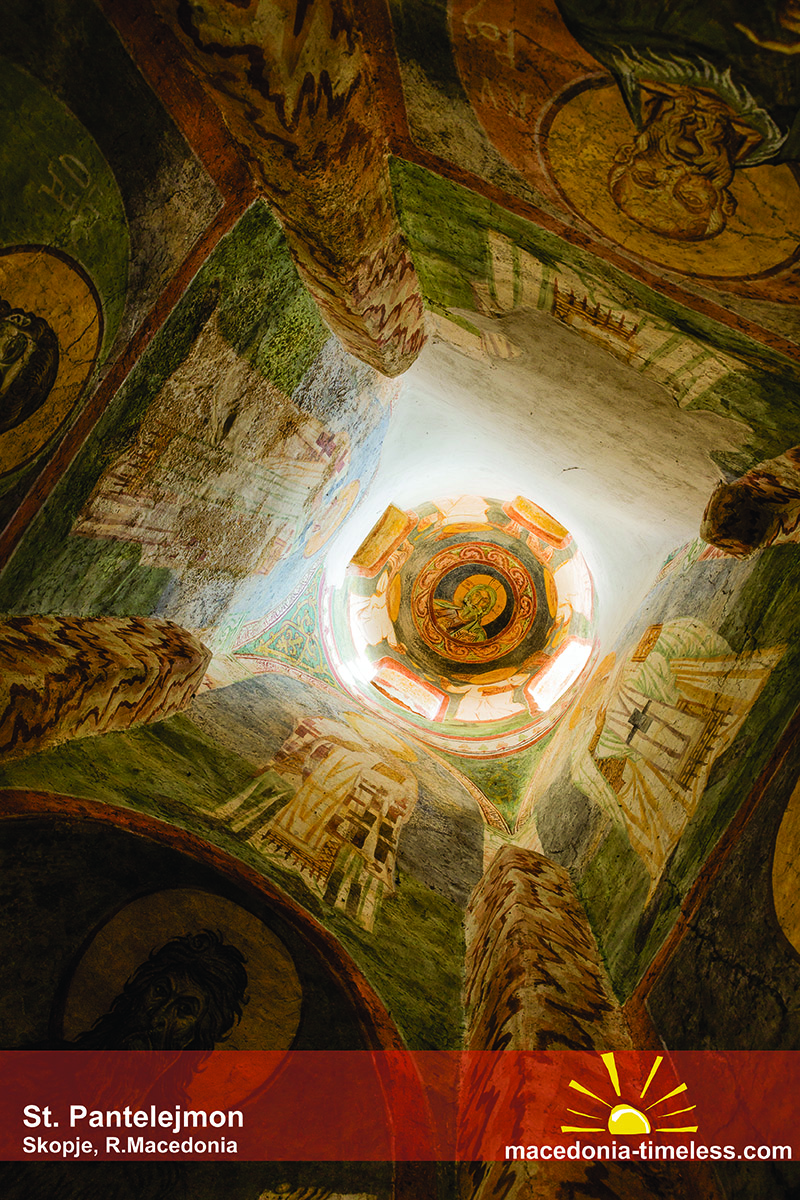 St. Pantelejmon
Skopje, R.Macedonia
macedonia-timeless.com